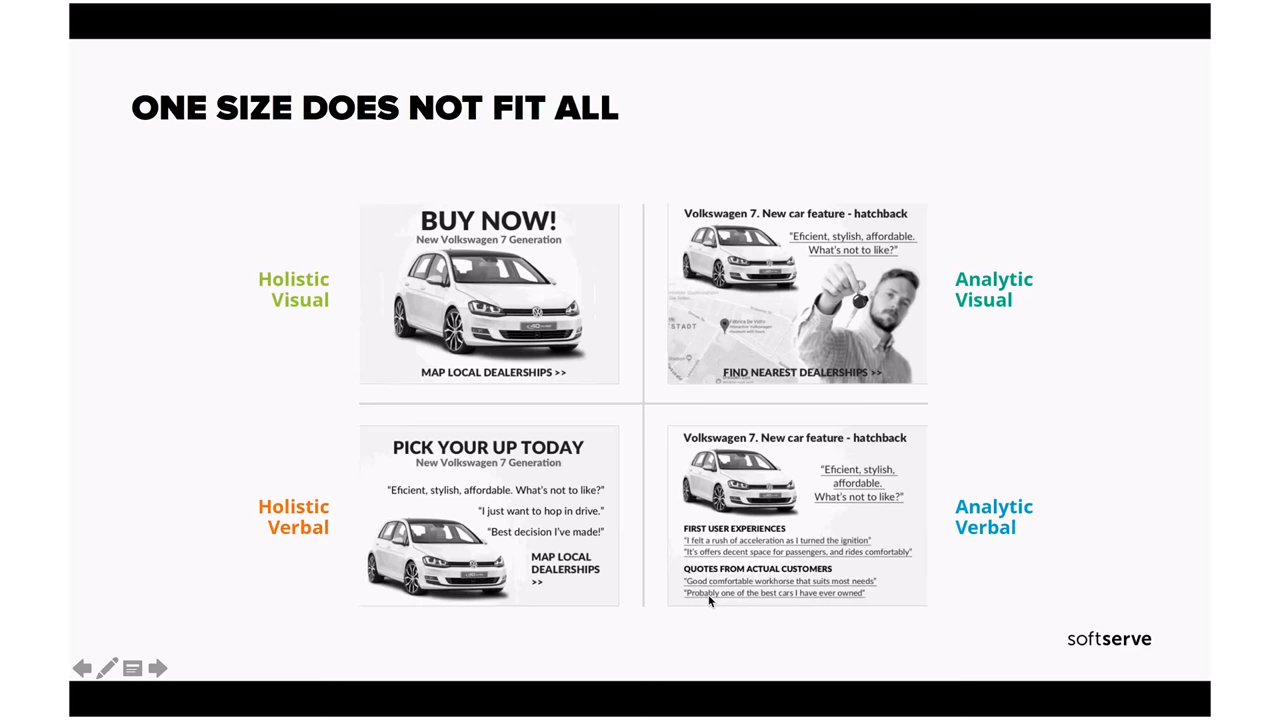 ONE SIZE DOES NOT FIT ALL
Holistic
Visual
BUY NOW!
New Volkswagen 7 Generation
MAP LOCAL DEALERSHIPS >>
Volkswagen 7. New car feature - hatchback
“Eficient, stylish, affordable.
What’s not to like?”
STADT
FIND NEAREST DEALERSHIPS >>
Analytic
Visual
Holistic
Verbal
PICK YOUR UP TODAY
New Volkswagen 7 Generation
“Eficient, stylish, affordable. What’s not to like?”
“I just want to hop in drive.”
“Best decision I’ve made!”
MAP LOCAL
DEALERSHIPS
>>
Volkswagen 7. New car feature - hatchback
“Eficient, stylish,
affordable.
What’s not to like?”
FIRST USER EXPERIENCES
“I felt a rush of acceleration as I turned the ignition”
“It’s offers decent space for passengers, and rides comfortably”
QUOTES FROM ACTUAL CUSTOMERS
“Good comfortable workhorse that suits most needs”
“Probably one of the best cars I have ever owned”
Analytic
Verbal
softserve